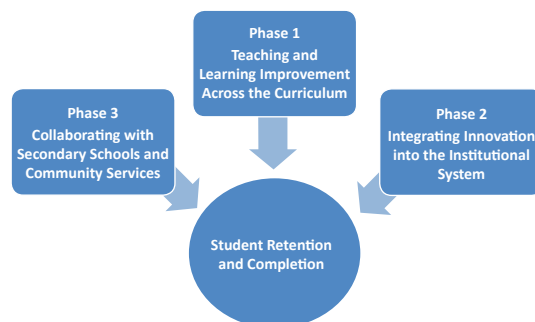 Phase 1
Teaching and
Learning Improvement
Across the Curriculum
Phase 3
Collaborating with
Secondary Schools and
Community Services
Phase 2
Integrating Innovation
into the Institutional
System
Student Retention
and Completion